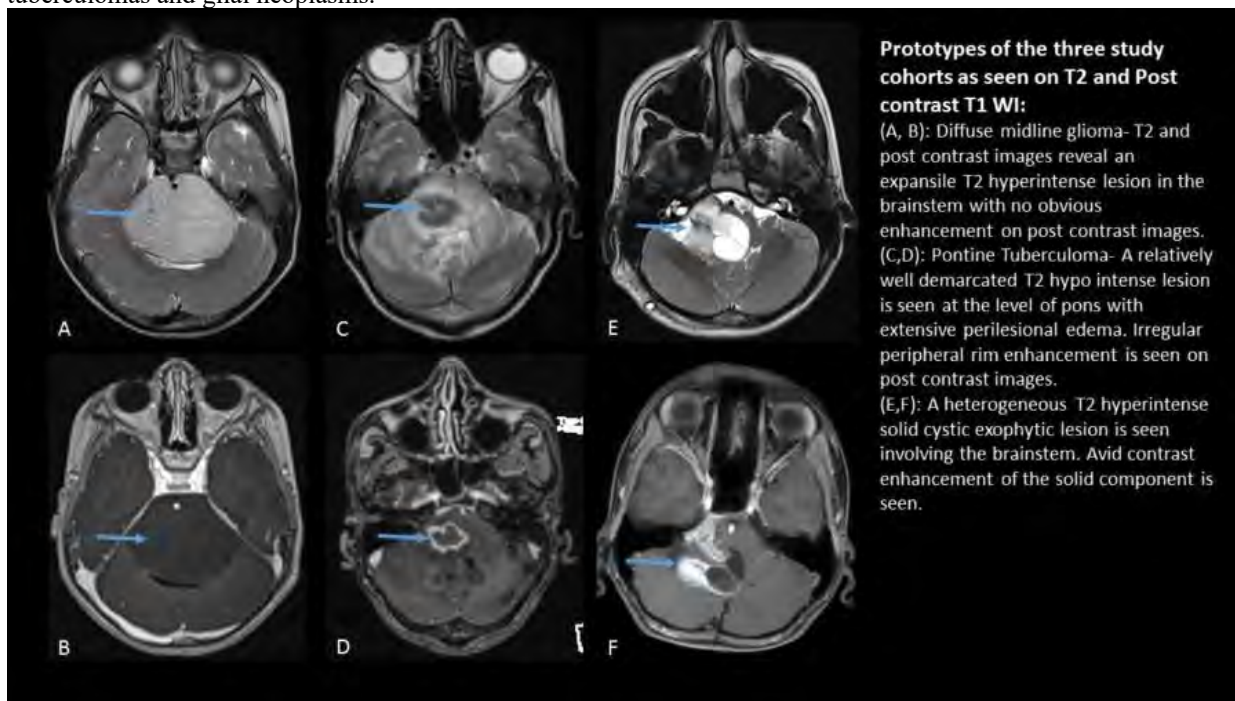 tuberculomas and glial neoplasms.
Prototypes of the three study
cohorts as seen on T2 and Post
contrast T1 WI:
(A, B): Diffuse midline glioma- T2 and
post contrast images reveal an
expansile T2 hyperintense lesion in the
brainstem with no obvious
enhancement on post contrast images.
(C,D): Pontine Tuberculoma- A relatively
well demarcated T2 hypo intense lesion
is seen at the level of pons with
extensive perilesional edema. Irregular
peripheral rim enhancement is seen on
post contrast images.
(E,F): A heterogeneous T2 hyperintense
solid cystic exophytic lesion is seen
involving the brainstem. Avid contrast
enhancement of the solid component is
seen.
A
C
E
B
D
F